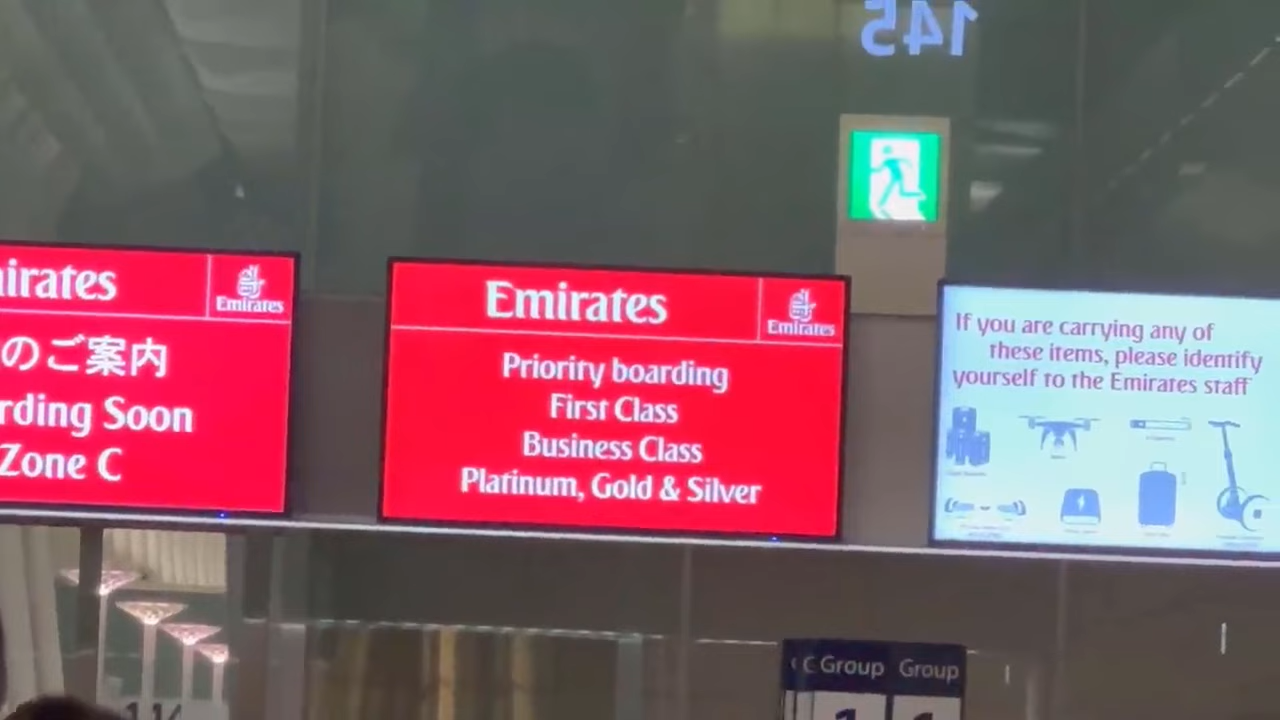 145
irates
Emirates
のご案内
rding Soon
Zone C
Emirates
Emirates
Priority boarding
First Class
Business Class
Platinum, Gold & Silver
If you are carrying any of
these items, please identify
yourself to the Emirates staff
C Group
Group